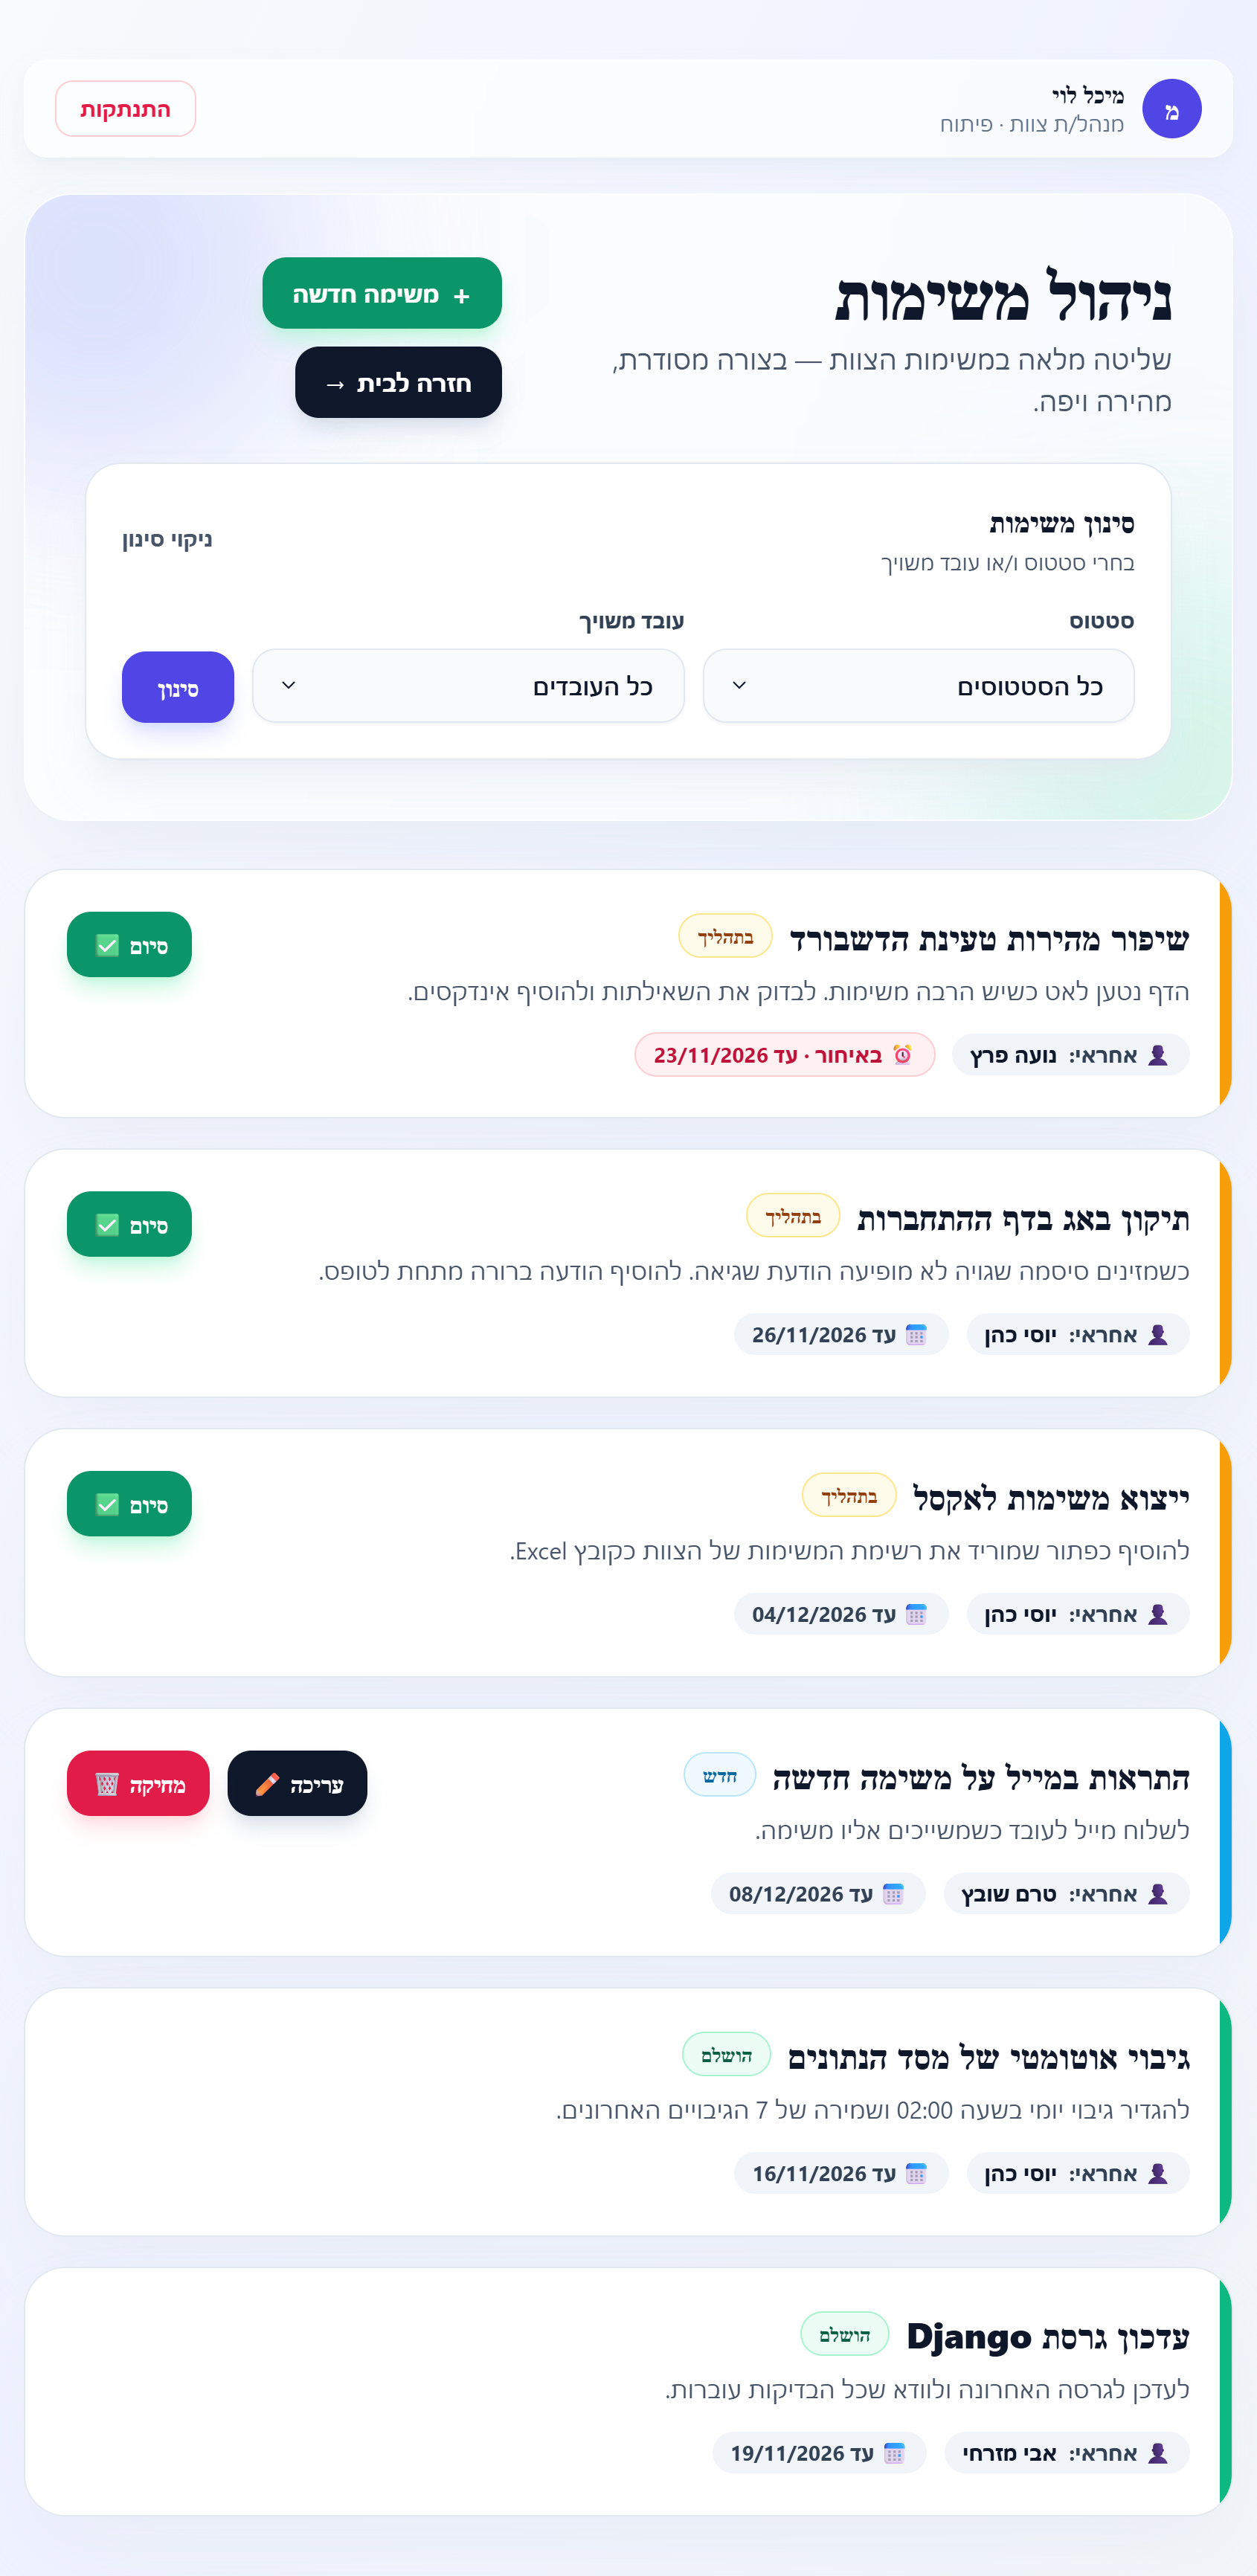 מ
מיכל לוי
מנהל/ת צוות · פיתוח
התנתקות
ניהול משימות
שליטה מלאה במשימות הצוות — בצורה מסודרת,
מהירה ויפה.
+ משימה חדשה
חזרה לבית →
סינון משימות
בחרי סטטוס ו/או עובד משויך
ניקוי סינון
סטטוס
עובד משויך
כל הסטטוסים
כל העובדים
סינון
שיפור מהירות טעינת הדשבורד
בתהליך
סיום ✅
הדף נטען לאט כשיש הרבה משימות. לבדוק את השאילתות ולהוסיף אינדקסים.
👤 אחראי: נועה פרץ
⏰ באיחור · עד 23/11/2026
תיקון באג בדף ההתחברות
בתהליך
סיום ✅
כשמזינים סיסמה שגויה לא מופיעה הודעת שגיאה. להוסיף הודעה ברורה מתחת לטופס.
👤 אחראי: יוסי כהן
🗓️ עד 26/11/2026
ייצוא משימות לאקסל
בתהליך
סיום ✅
להוסיף כפתור שמוריד את רשימת המשימות של הצוות כקובץ Excel.
👤 אחראי: יוסי כהן
🗓️ עד 04/12/2026
התראות במייל על משימה חדשה
חדש
עריכה ✏️
מחיקה 🗑️
לשלוח מייל לעובד כשמשייכים אליו משימה.
👤 אחראי: טרם שובץ
🗓️ עד 08/12/2026
גיבוי אוטומטי של מסד הנתונים
הושלם
להגדיר גיבוי יומי בשעה 02:00 ושמירה של 7 הגיבויים האחרונים.
👤 אחראי: יוסי כהן
🗓️ עד 16/11/2026
עדכון גרסת Django
הושלם
לעדכן לגרסה האחרונה ולוודא שכל הבדיקות עוברות.
👤 אחראי: אבי מזרחי
🗓️ עד 19/11/2026